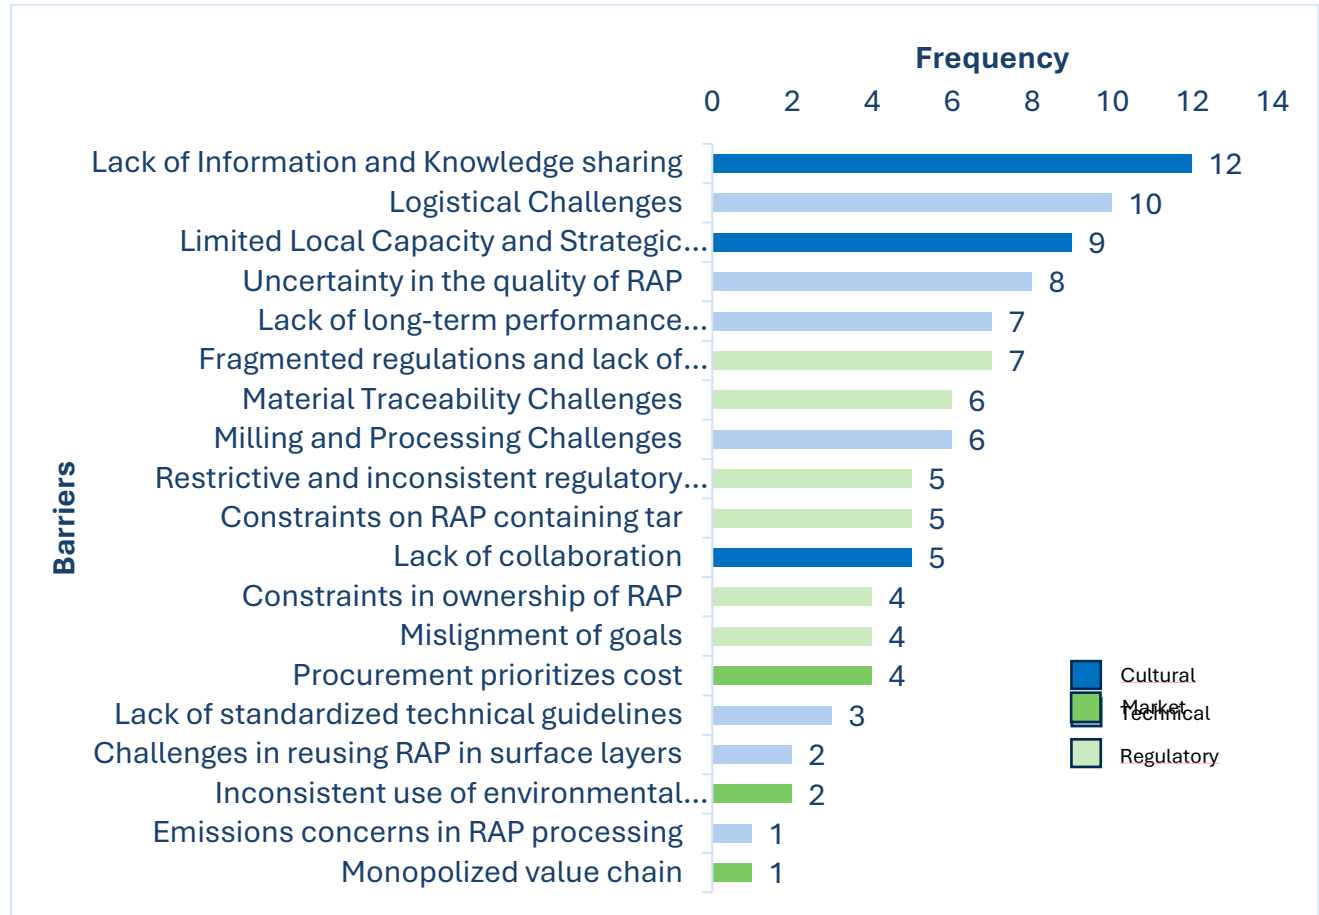 Frequency
0 2 4 6 8 10 12 14
Lack of Information and Knowledge sharing 12
Logistical Challenges 10
Limited Local Capacity and Strategic... 9
Uncertainty in the quality of RAP 8
Lack of long-term performance... 7
Fragmented regulations and lack of... 7
Material Traceability Challenges 6
Milling and Processing Challenges 6
Restrictive and inconsistent regulatory... 5
Constraints on RAP containing tar 5
Lack of collaboration 5
Constraints in ownership of RAP 4
Mislignment of goals 4
Procurement prioritizes cost 4
Lack of standardized technical guidelines 3
Challenges in reusing RAP in surface layers 2
Inconsistent use of environmental... 2
Emissions concerns in RAP processing 1
Monopolized value chain 1
Barriers
Cultural
Market
Technical
Regulatory